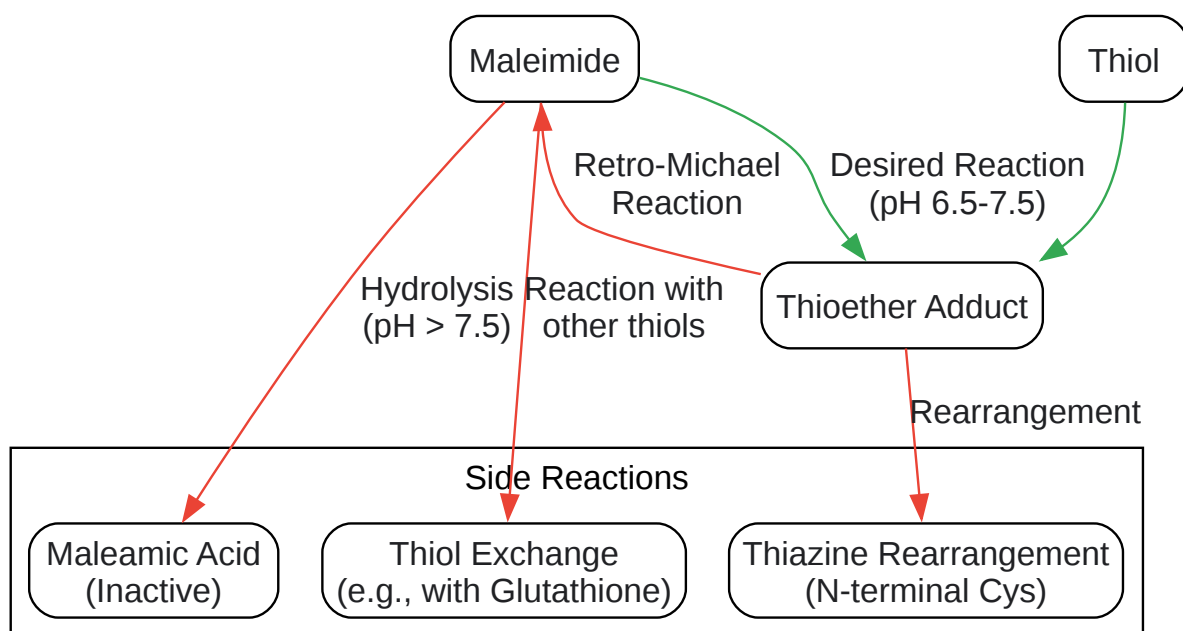 Maleimide
Thiol
Retro-Michael
Reaction
Desired Reaction
(pH 6.5-7.5)
Hydrolysis
(pH > 7.5)
Reaction with
other thiols
Thioether Adduct
Rearrangement
Side Reactions
Maleamic Acid
(Inactive)
Thiol Exchange
(e.g., with Glutathione)
Thiazine Rearrangement
(N-terminal Cys)